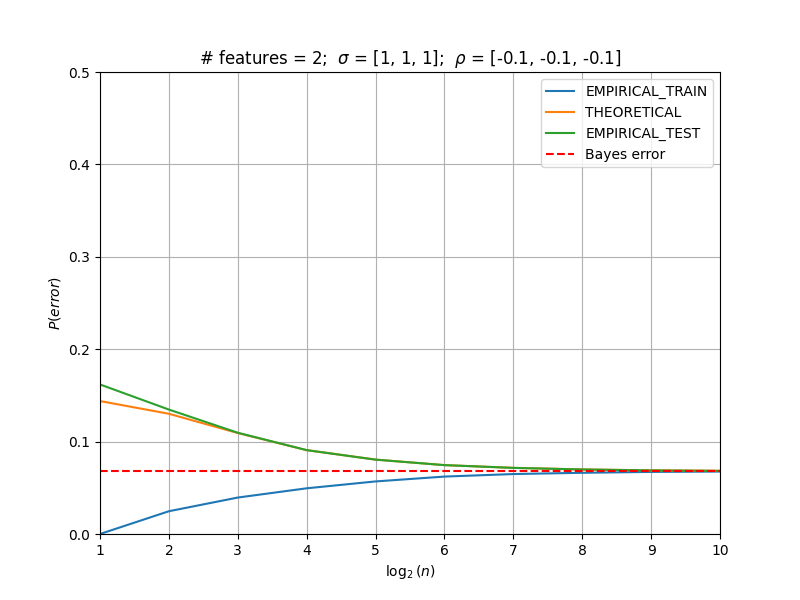 # features = 2; σ = [1, 1, 1]; ρ = [-0.1, -0.1, -0.1]
EMPIRICAL_TRAIN
THEORETICAL
EMPIRICAL_TEST
Bayes error
P(error)
0.5
0.4
0.3
0.2
0.1
0.0
1 2 3 4 5 6 7 8 9 10
log₂(n)